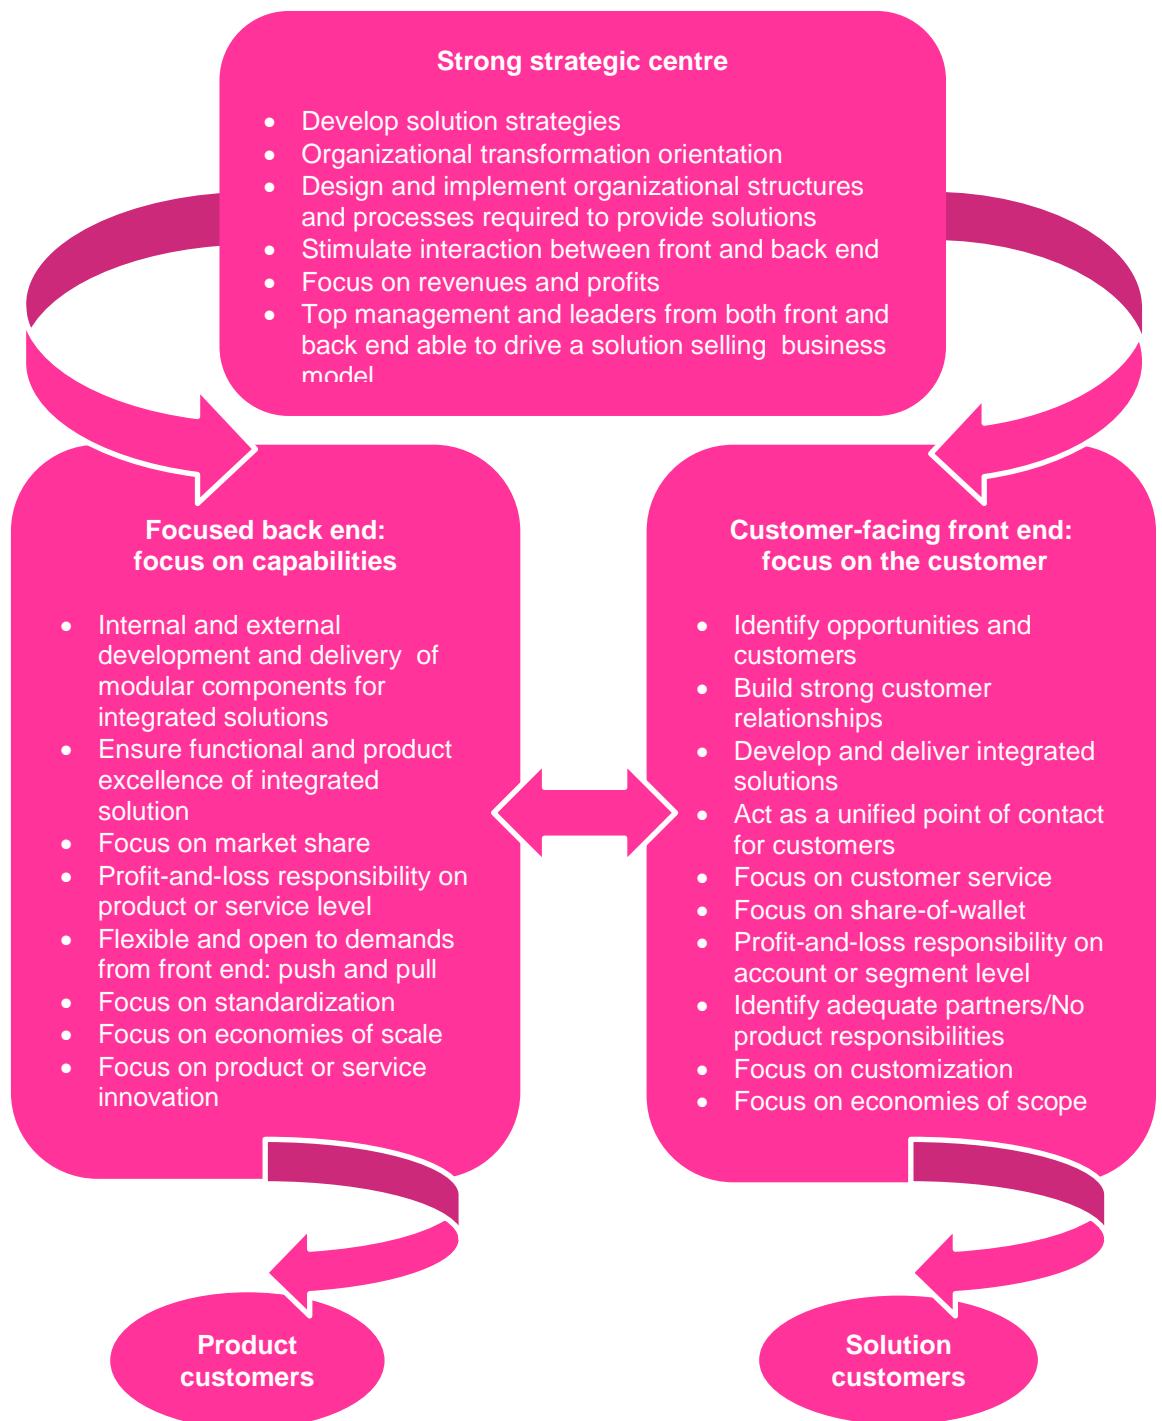 Strong strategic centre
• Develop solution strategies
• Organizational transformation orientation
• Design and implement organizational structures
and processes required to provide solutions
• Stimulate interaction between front and back end
• Focus on revenues and profits
• Top management and leaders from both front and
back end able to drive a solution selling  business
model
Focused back end:
focus on capabilities
• Internal and external
development and delivery  of
modular components for
integrated solutions
• Ensure functional and product
excellence of integrated
solution
• Focus on market share
• Profit-and-loss responsibility on
product or service level
• Flexible and open to demands
from front end: push and pull
• Focus on standardization
• Focus on economies of scale
• Focus on product or service
innovation
Customer-facing front end:
focus on the customer
• Identify opportunities and
customers
• Build strong customer
relationships
• Develop and deliver integrated
solutions
• Act as a unified point of contact
for customers
• Focus on customer service
• Focus on share-of-wallet
• Profit-and-loss responsibility on
account or segment level
• Identify adequate partners/No
product responsibilities
• Focus on customization
• Focus on economies of scope
Product
customers
Solution
customers